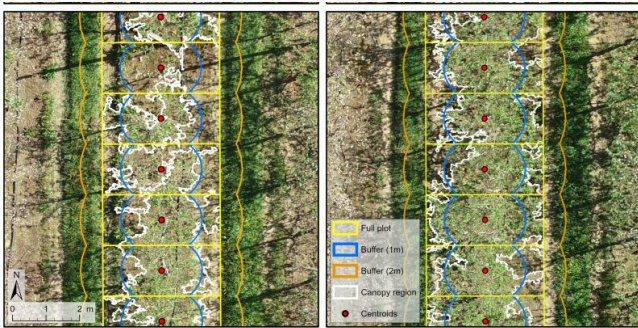 Full plot
Buffer (1m)
Buffer (2m)
Canopy region
Centroids
N
0 1 2 m